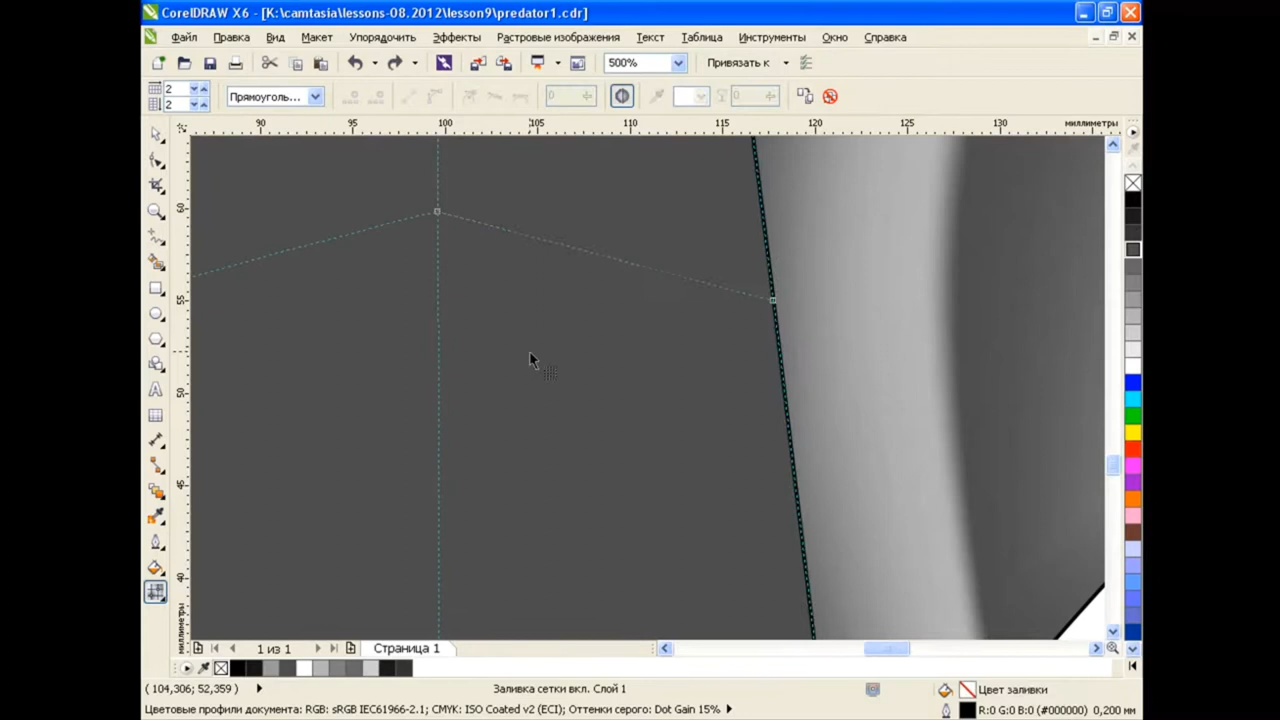 CorelDRAW X6 - [K:\camtasia\lessons-08.2012\lesson9\predator1.cdr]
Файл Правка Вид Макет Упорядочить Эффекты Растровые изображения Текст Таблица Инструменты Окно Справка
500% Привязать к
2 Прямоуголь... 0 0
2
90 95 100 105 110 115 120 125 130 миллиметры
60
55
50
45
40
миллиметры
1 из 1 Страница 1
( 104,306; 52,359 ) Заливка сетки вкл. Слой 1 Цвет заливки
Цветовые профили документа: RGB: sRGB IEC61966-2.1; CMYK: ISO Coated v2 (ECI); Оттенки серого: Dot Gain 15% R:0 G:0 B:0 (#000000) 0,200 мм